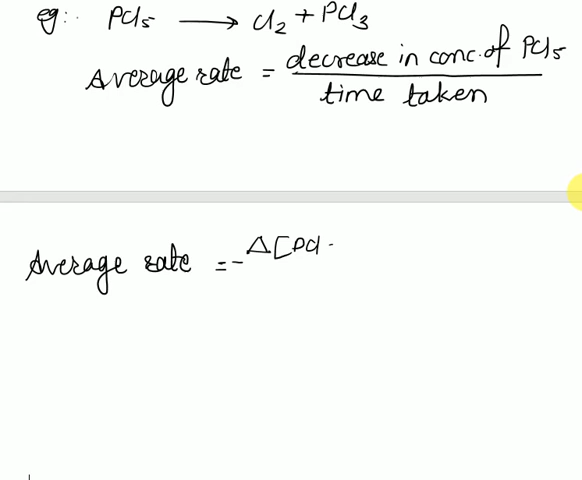 eg:. PCl5 → Cl2 + PCl3
Average rate = decrease in conc. of PCl5
time taken
Average rate = - Δ[PCl